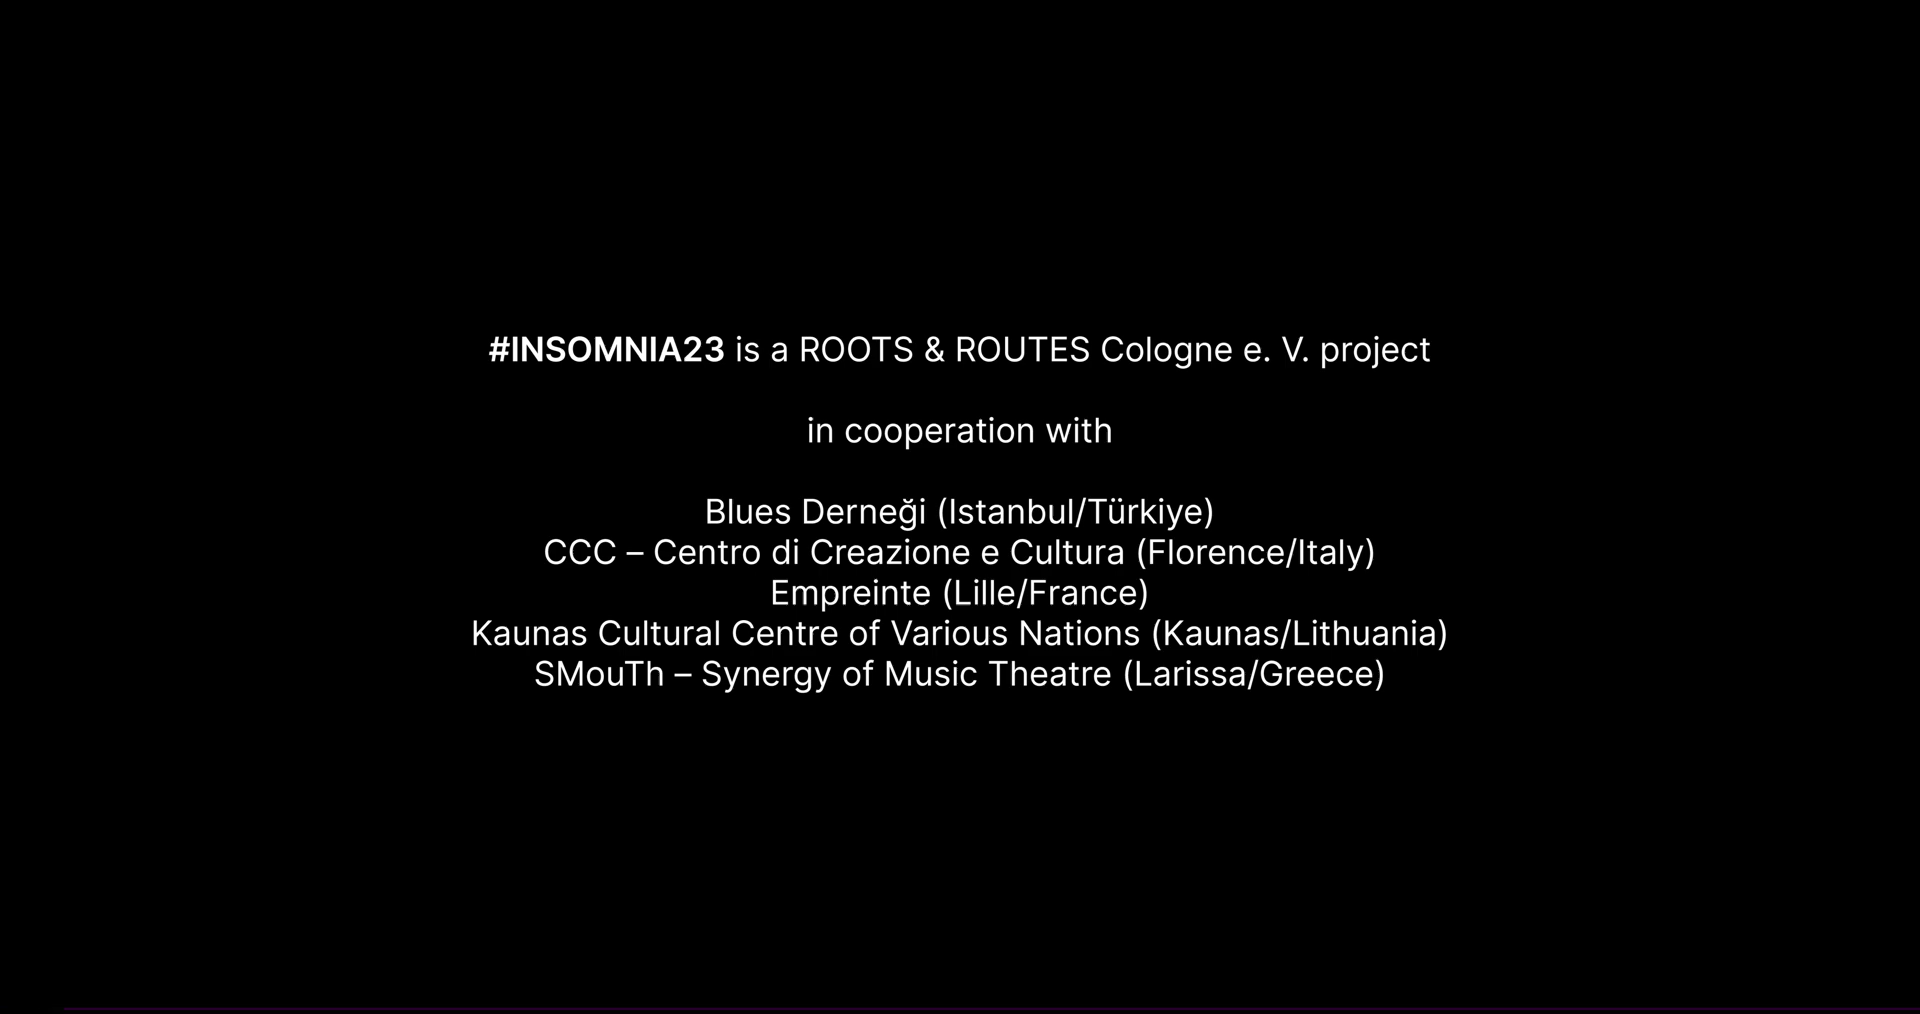 #INSOMNIA23 is a ROOTS & ROUTES Cologne e. V. project
in cooperation with
Blues Derneği (Istanbul/Türkiye)
CCC – Centro di Creazione e Cultura (Florence/Italy)
Empreinte (Lille/France)
Kaunas Cultural Centre of Various Nations (Kaunas/Lithuania)
SMouTh – Synergy of Music Theatre (Larissa/Greece)